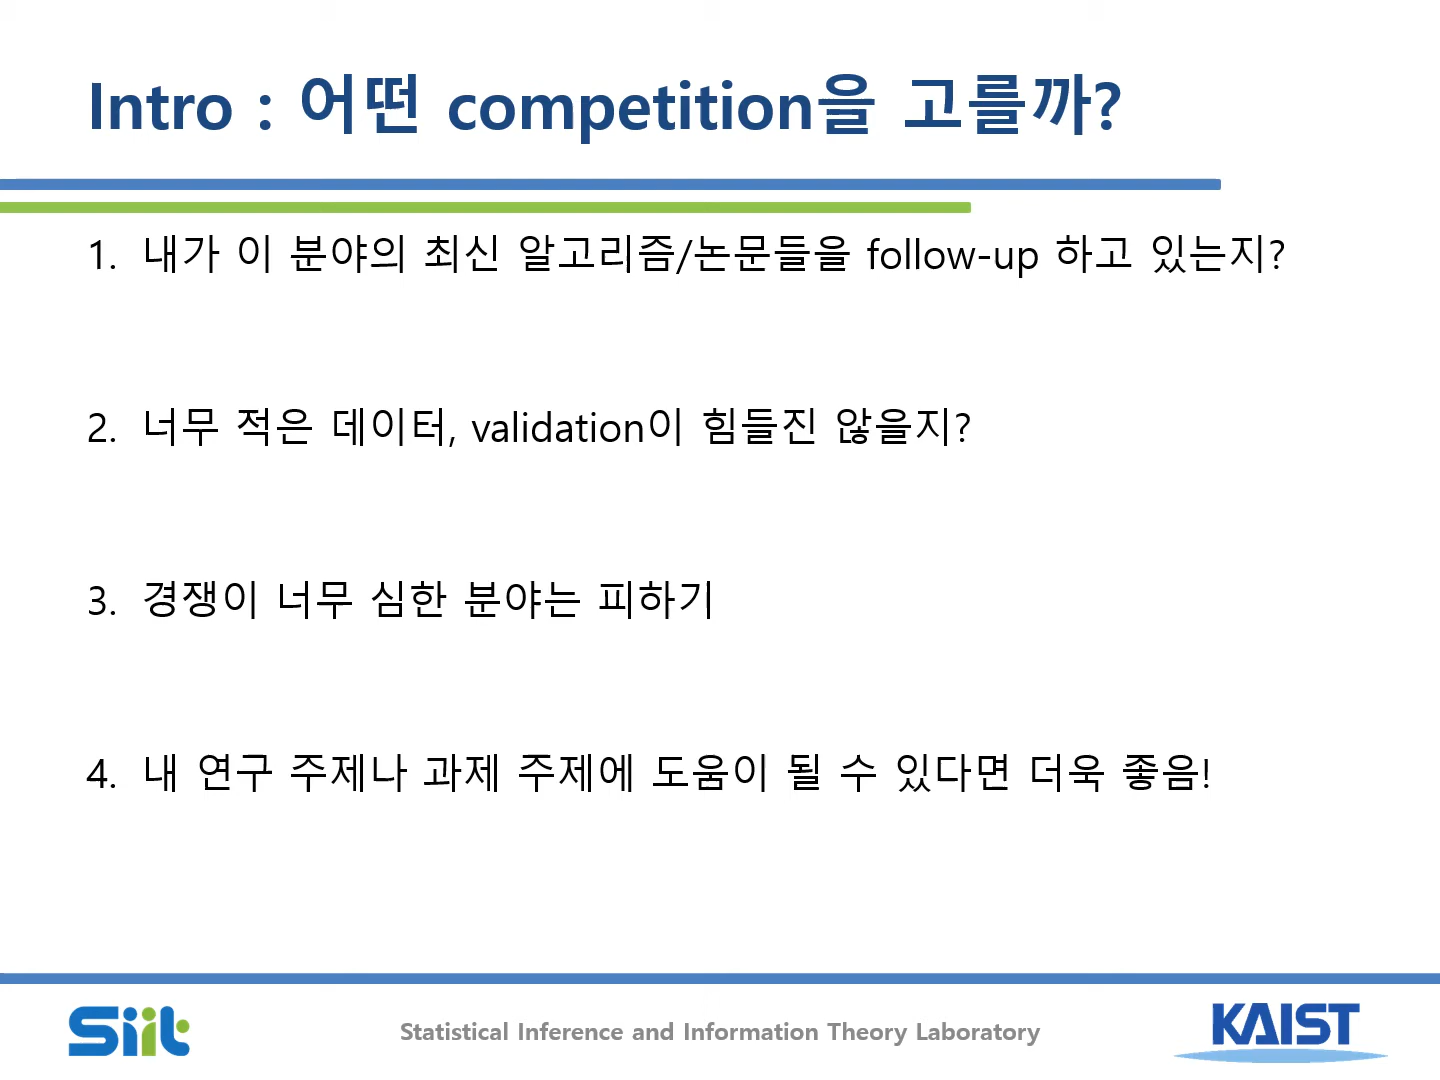 Intro : 어떤 competition을 고를까?
1. 내가 이 분야의 최신 알고리즘/논문들을 follow-up 하고 있는지?
2. 너무 적은 데이터, validation이 힘들진 않을지?
3. 경쟁이 너무 심한 분야는 피하기
4. 내 연구 주제나 과제 주제에 도움이 될 수 있다면 더욱 좋음!
Siit
Statistical Inference and Information Theory Laboratory
KAIST